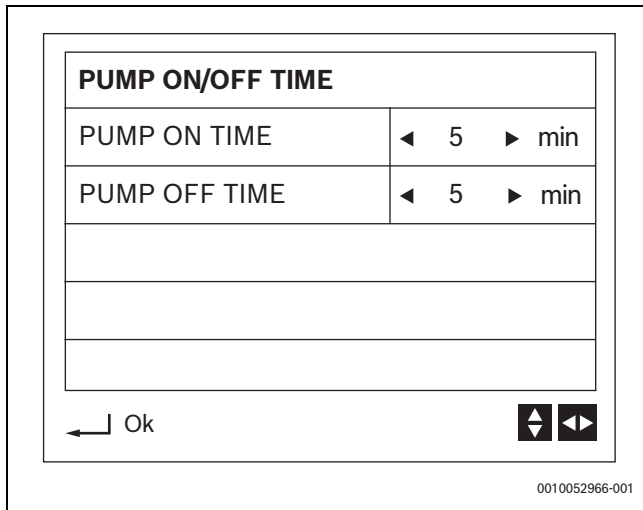 PUMP ON/OFF TIME
PUMP ON TIME ◄ 5 ► min
PUMP OFF TIME ◄ 5 ► min
Ok
0010052966-001